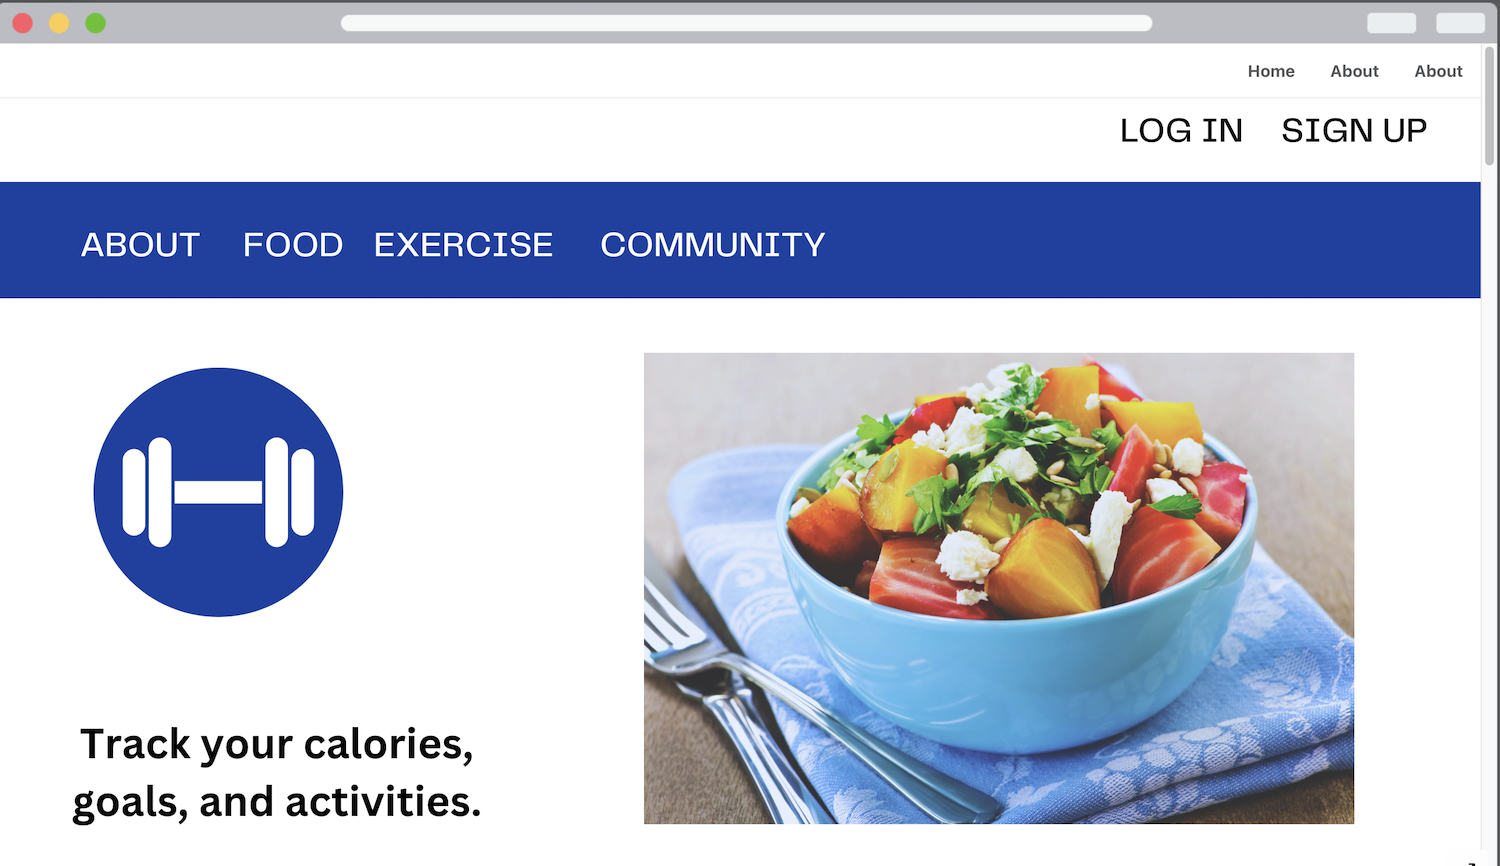 Home About About
LOG IN SIGN UP
ABOUT FOOD EXERCISE COMMUNITY
Track your calories,
goals, and activities.